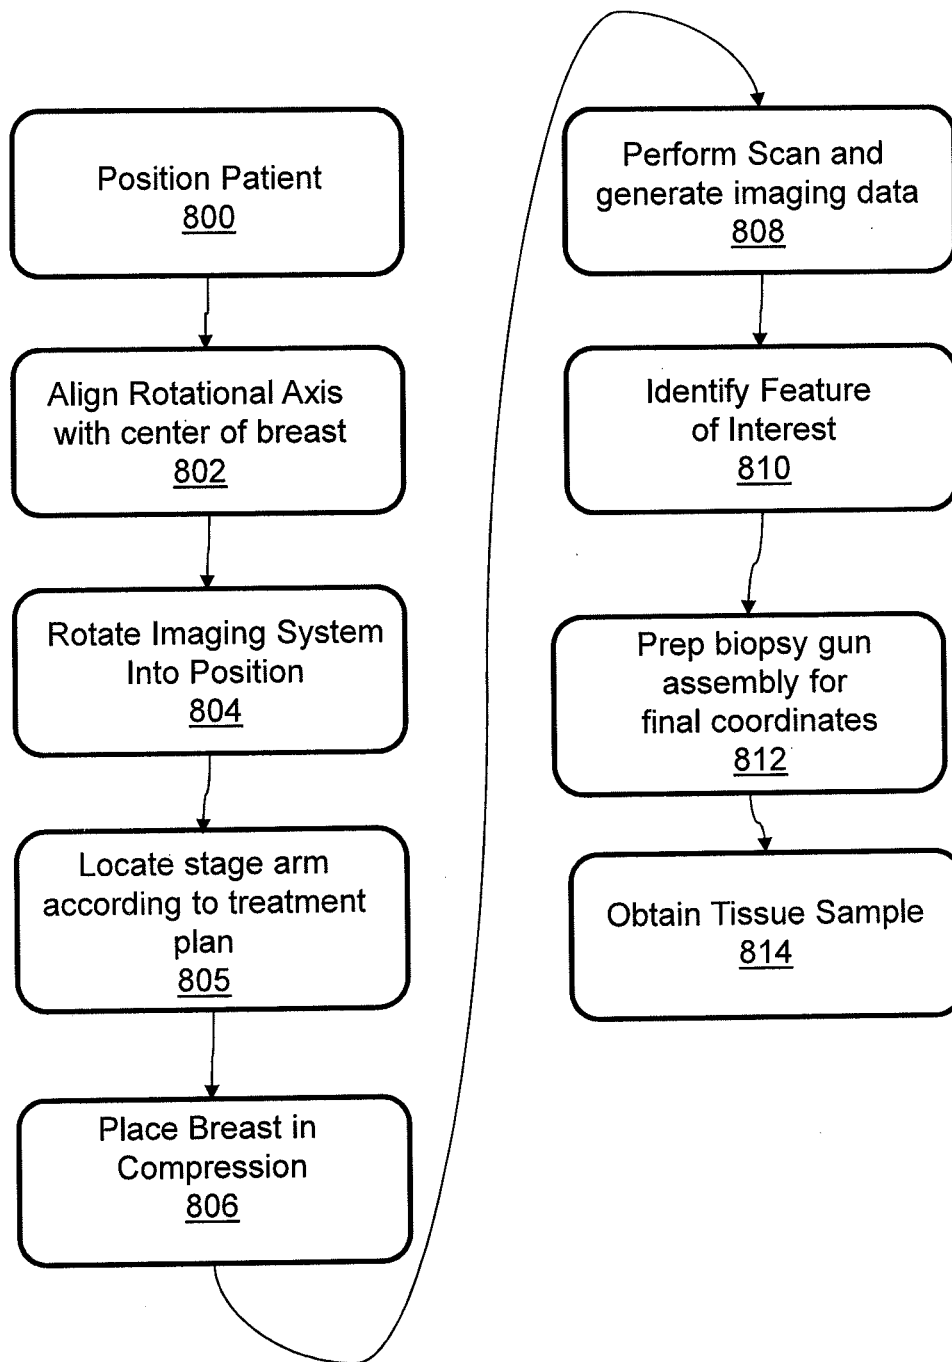 Position Patient
800
Align Rotational Axis
with center of breast
802
Rotate Imaging System
Into Position
804
Locate stage arm
according to treatment
plan
805
Place Breast in
Compression
806
Perform Scan and
generate imaging data
808
Identify Feature
of Interest
810
Prep biopsy gun
assembly for
final coordinates
812
Obtain Tissue Sample
814